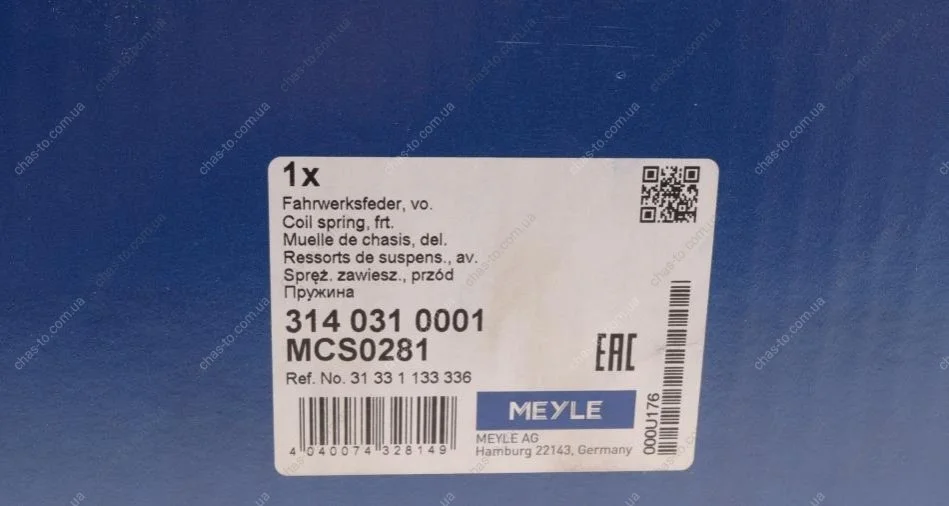 1x
Fahrwerksfeder, vo.
Coil spring, frt.
Muelle de chasis, del.
Ressorts de suspens., av.
Spręż. zawiesz., przód
Пружина
314 031 0001
MCS0281
Ref. No. 31 33 1 133 336
EAC
4 040074 328149
MEYLE
MEYLE AG
Hamburg 22143, Germany
000U176
chas-to.com.ua